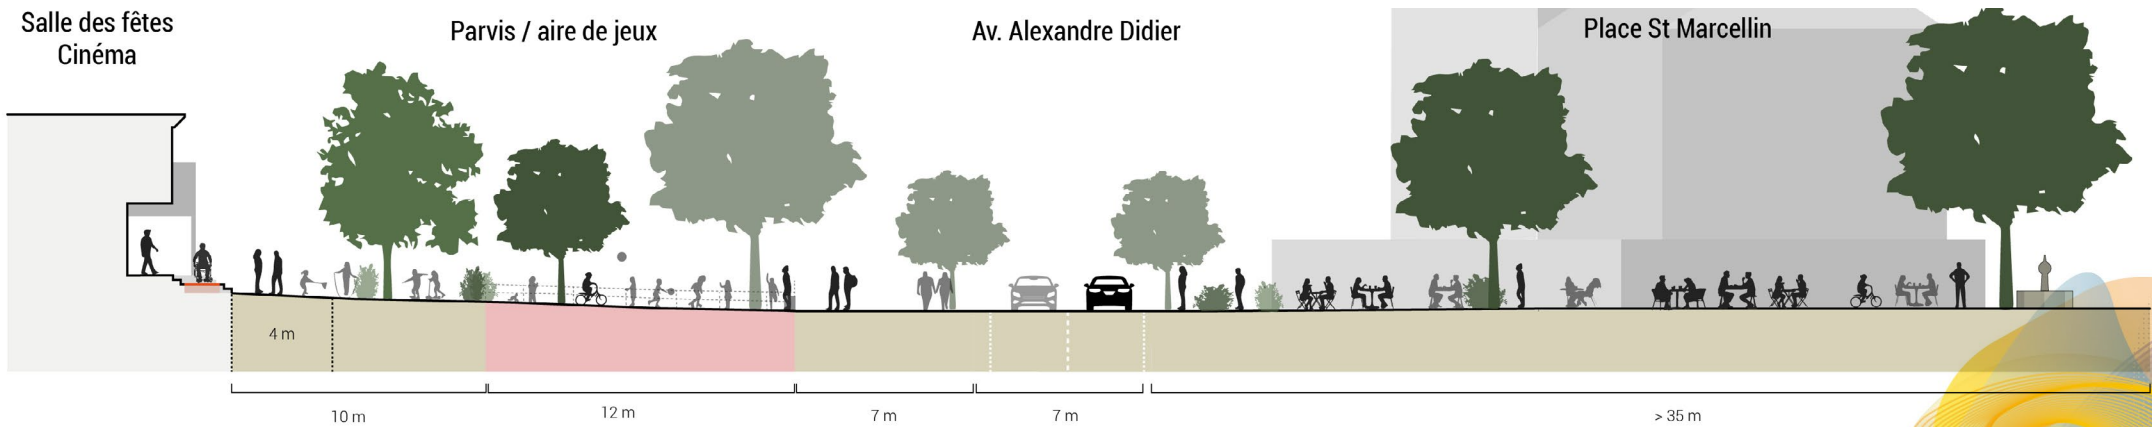 Salle des fêtes
Cinéma
Parvis / aire de jeux
Av. Alexandre Didier
Place St Marcellin
4 m
10 m
12 m
7 m
7 m
> 35 m